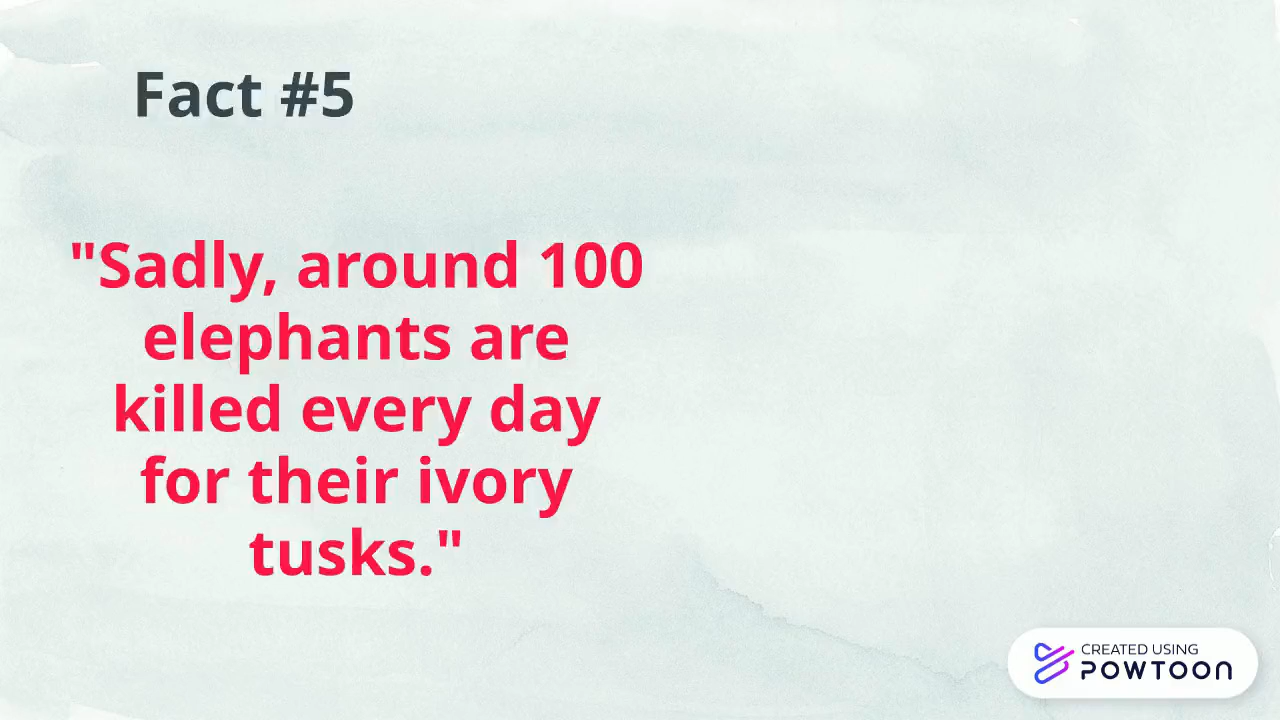 Fact #5
"Sadly, around 100
elephants are
killed every day
for their ivory
tusks."
CREATED USING
POWTOON